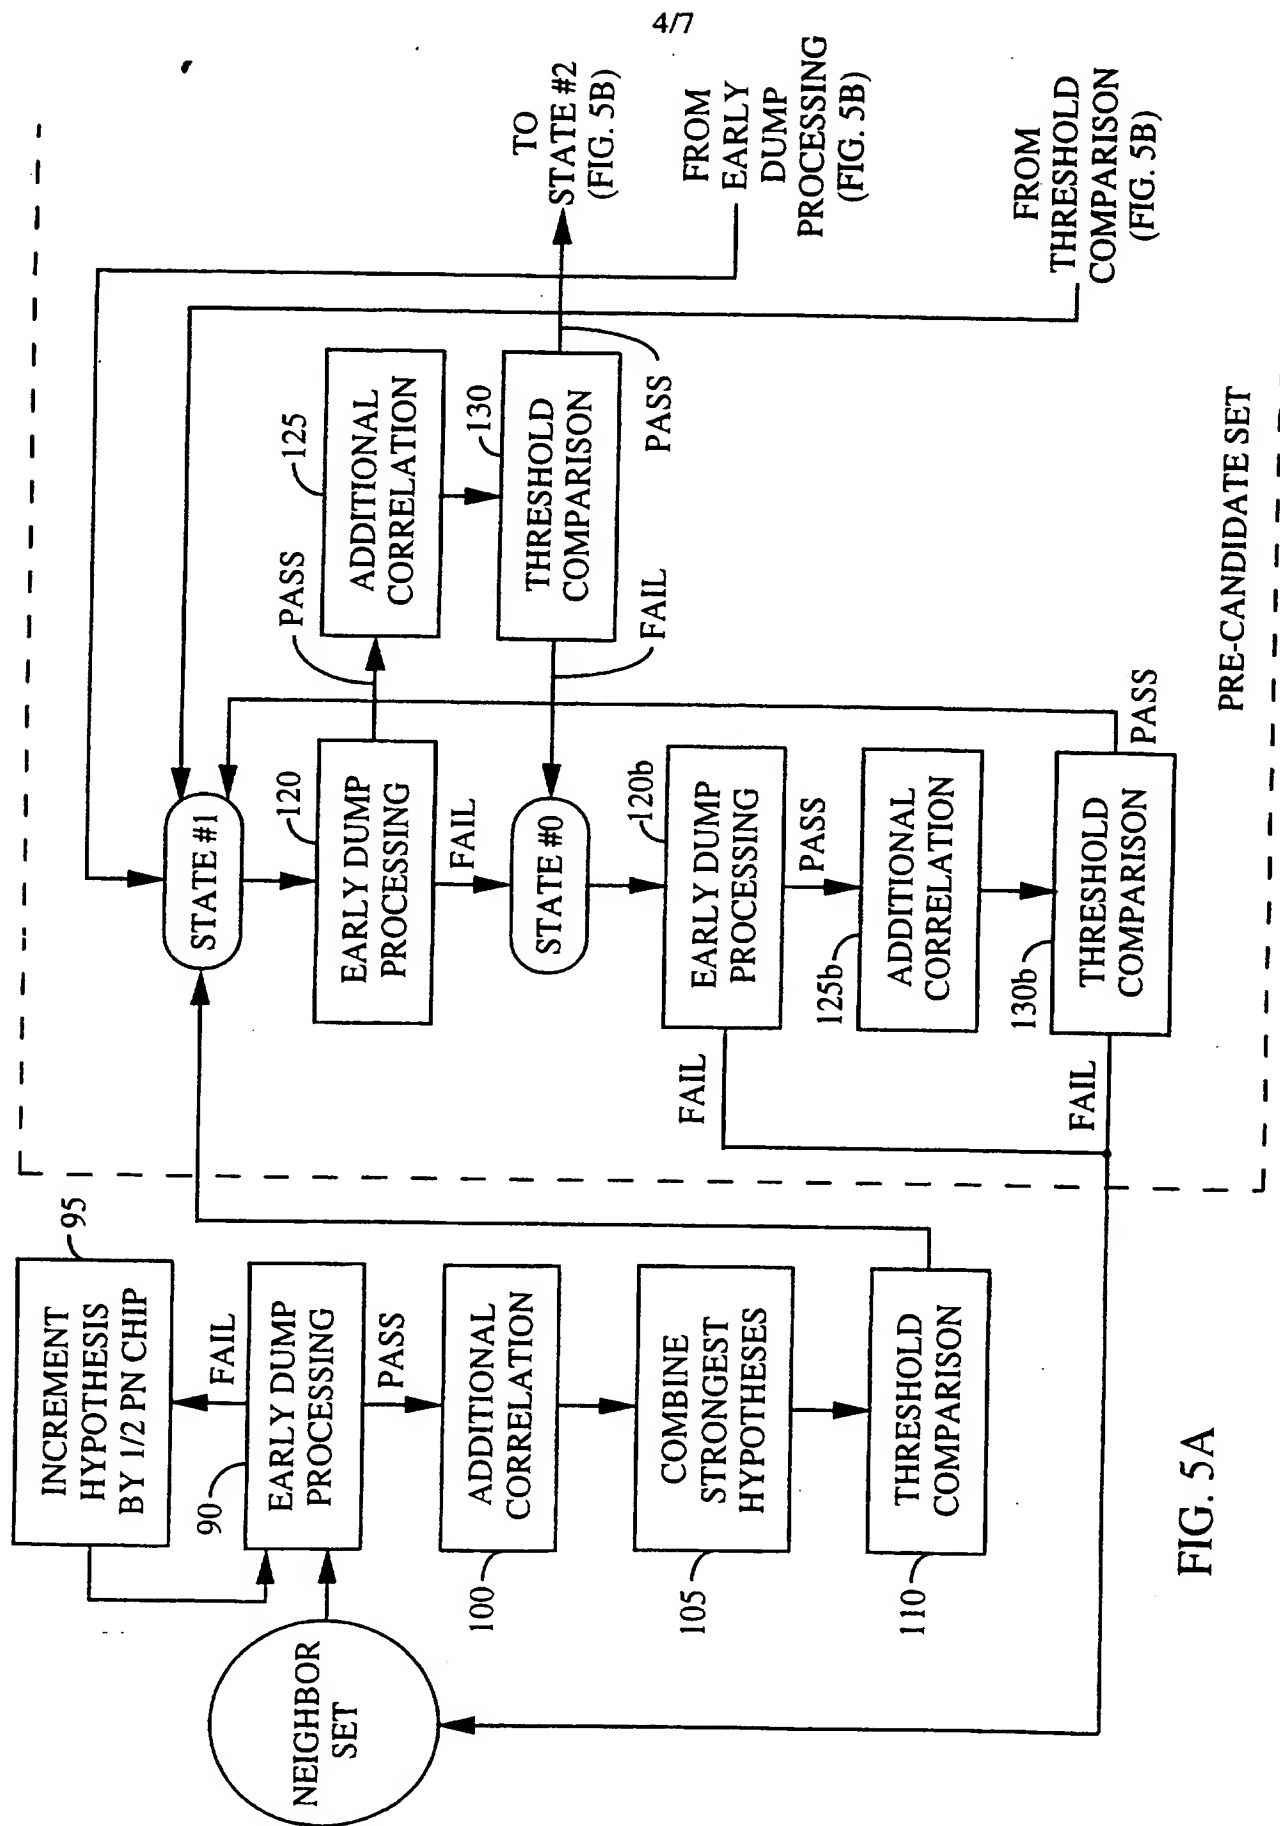 4/7
NEIGHBOR
SET
INCREMENT
HYPOTHESIS
BY 1/2 PN CHIP
95
FAIL
90
EARLY DUMP
PROCESSING
PASS
ADDITIONAL
CORRELATION
100
COMBINE
STRONGEST
HYPOTHESES
105
THRESHOLD
COMPARISON
110
STATE #1
120
EARLY DUMP
PROCESSING
PASS
FAIL
125
ADDITIONAL
CORRELATION
130
THRESHOLD
COMPARISON
FAIL
PASS
STATE #0
120b
EARLY DUMP
PROCESSING
FAIL
PASS
125b
ADDITIONAL
CORRELATION
130b
THRESHOLD
COMPARISON
FAIL
PASS
TO
STATE #2
(FIG. 5B)
FROM
EARLY
DUMP
PROCESSING
(FIG. 5B)
FROM
THRESHOLD
COMPARISON
(FIG. 5B)
PRE-CANDIDATE SET
FIG. 5A